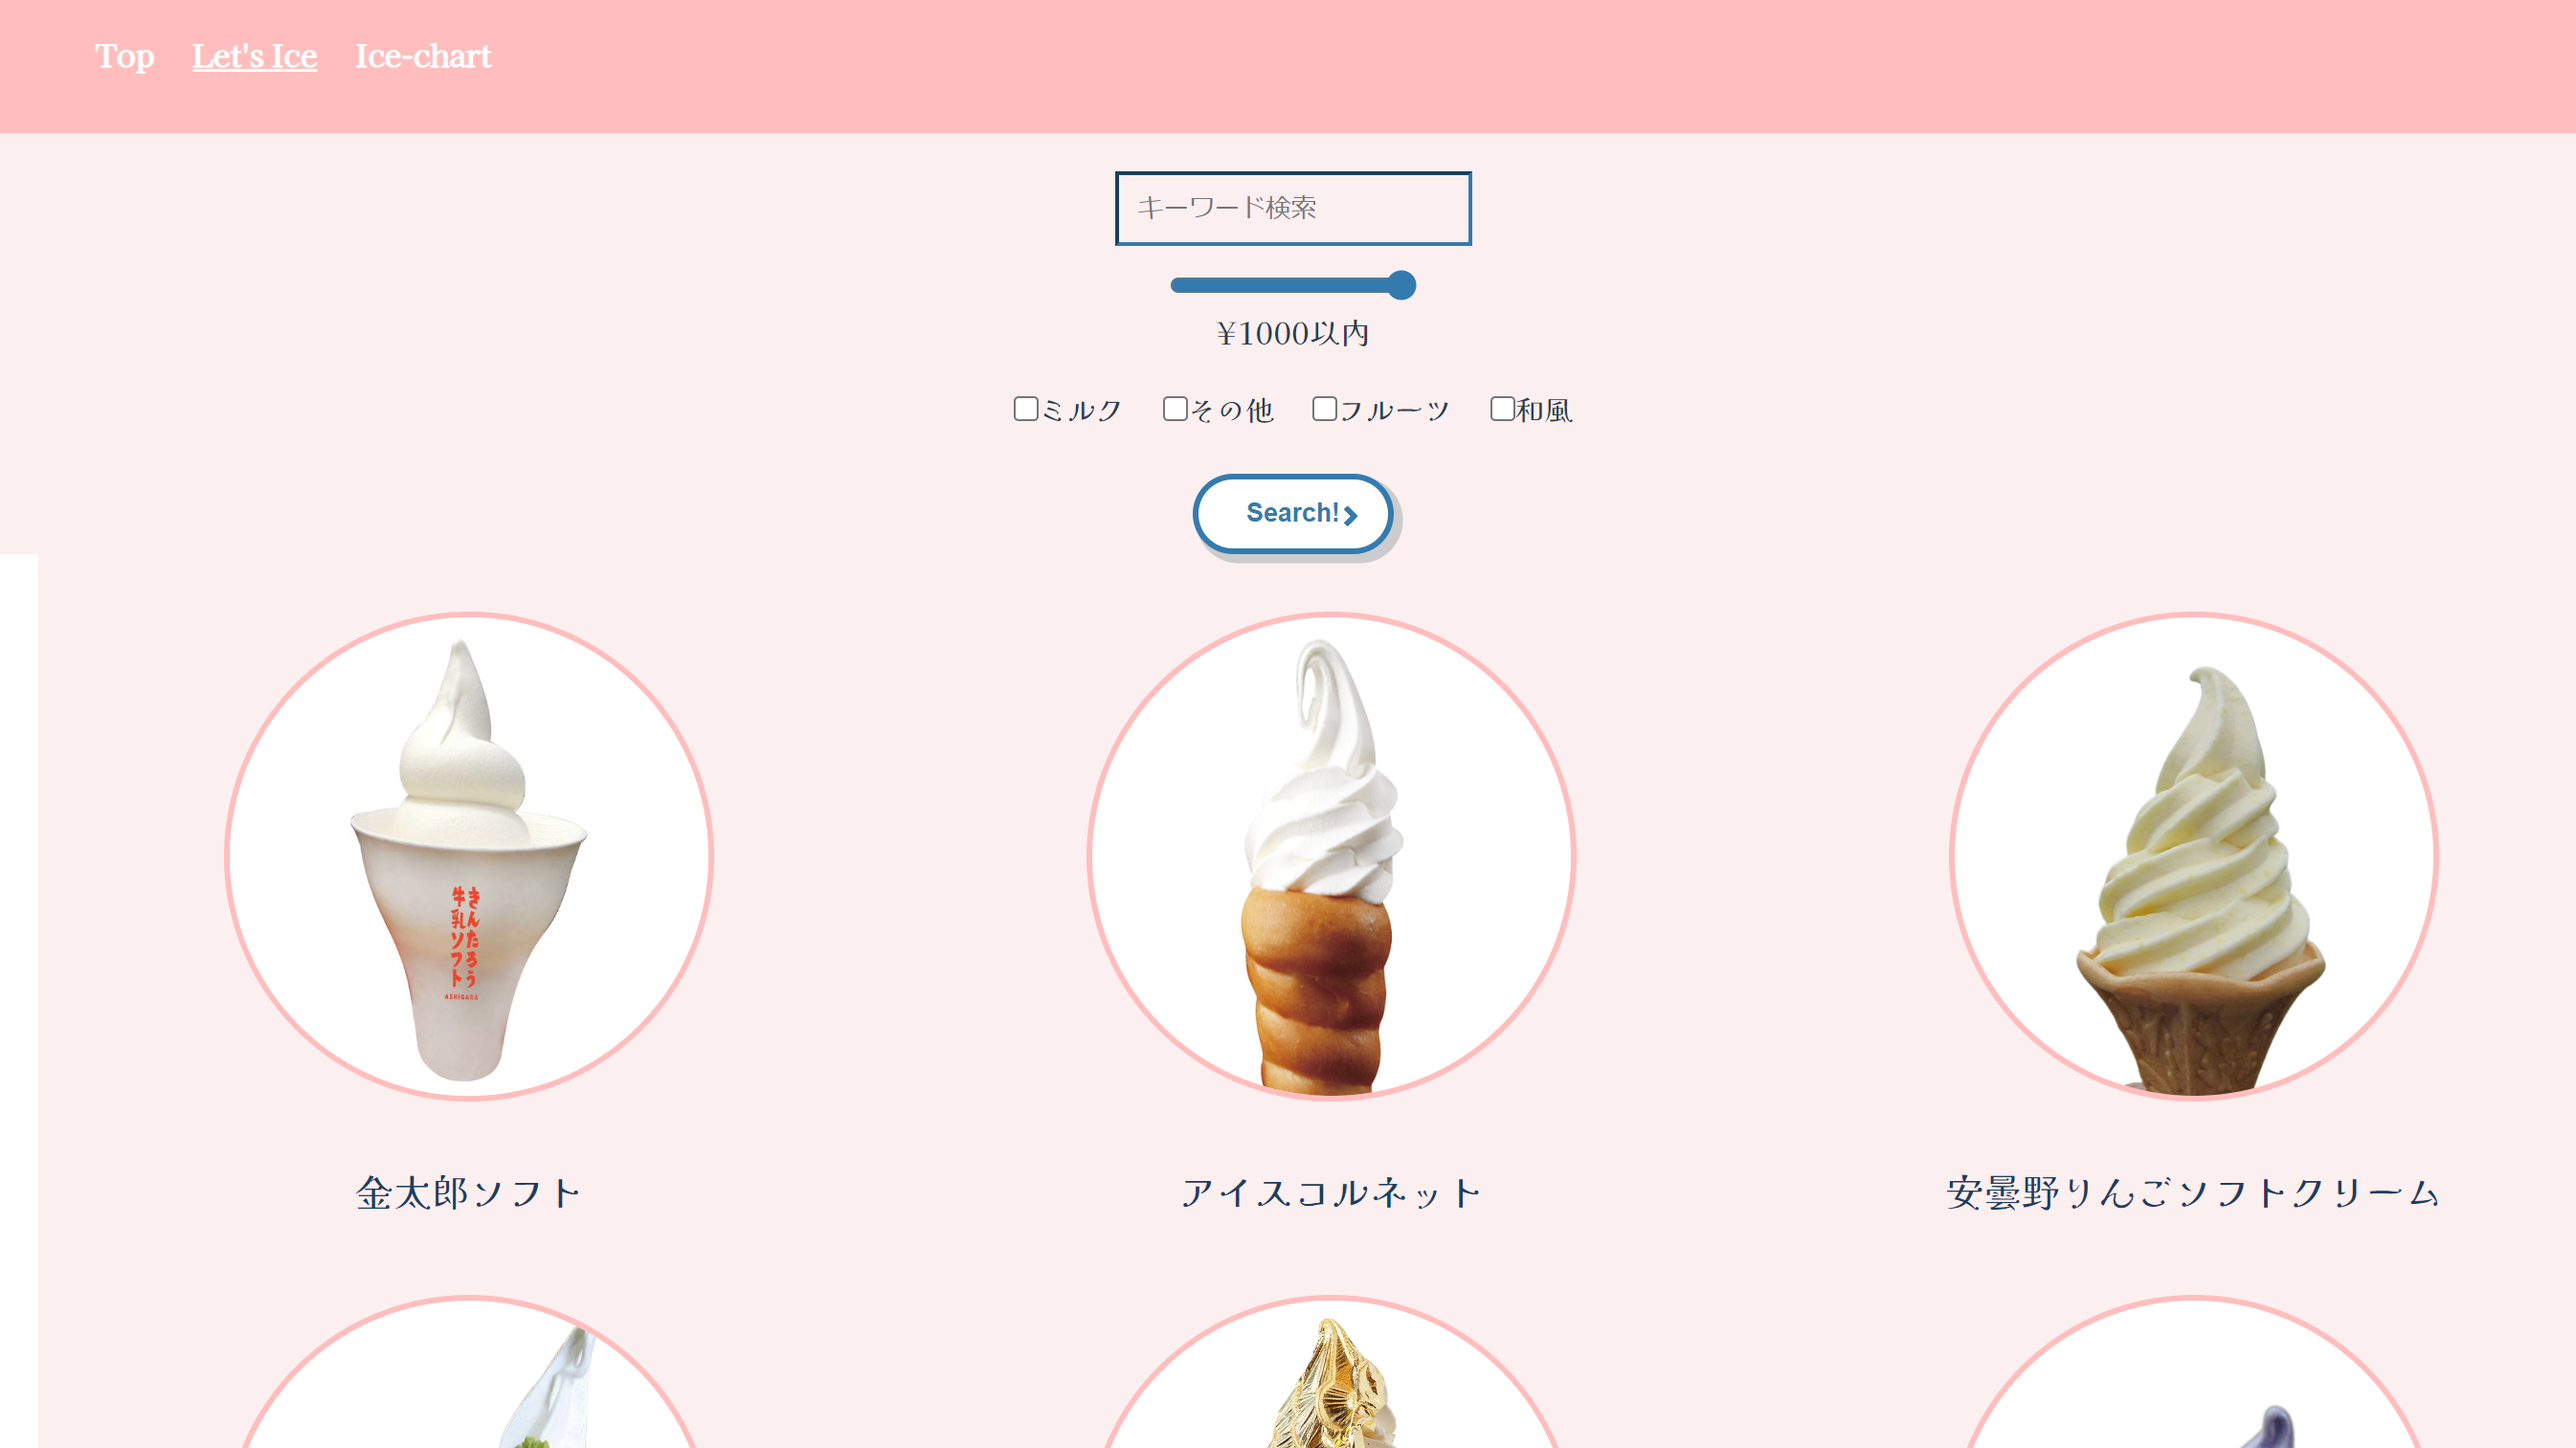 Top Let's Ice Ice-chart
キーワード検索
¥1000以内
ミルク その他 フルーツ 和風
Search!
きんたろう
牛乳ソフト
ASHIGARA
金太郎ソフト
アイスコルネット
安曇野りんごソフトクリーム